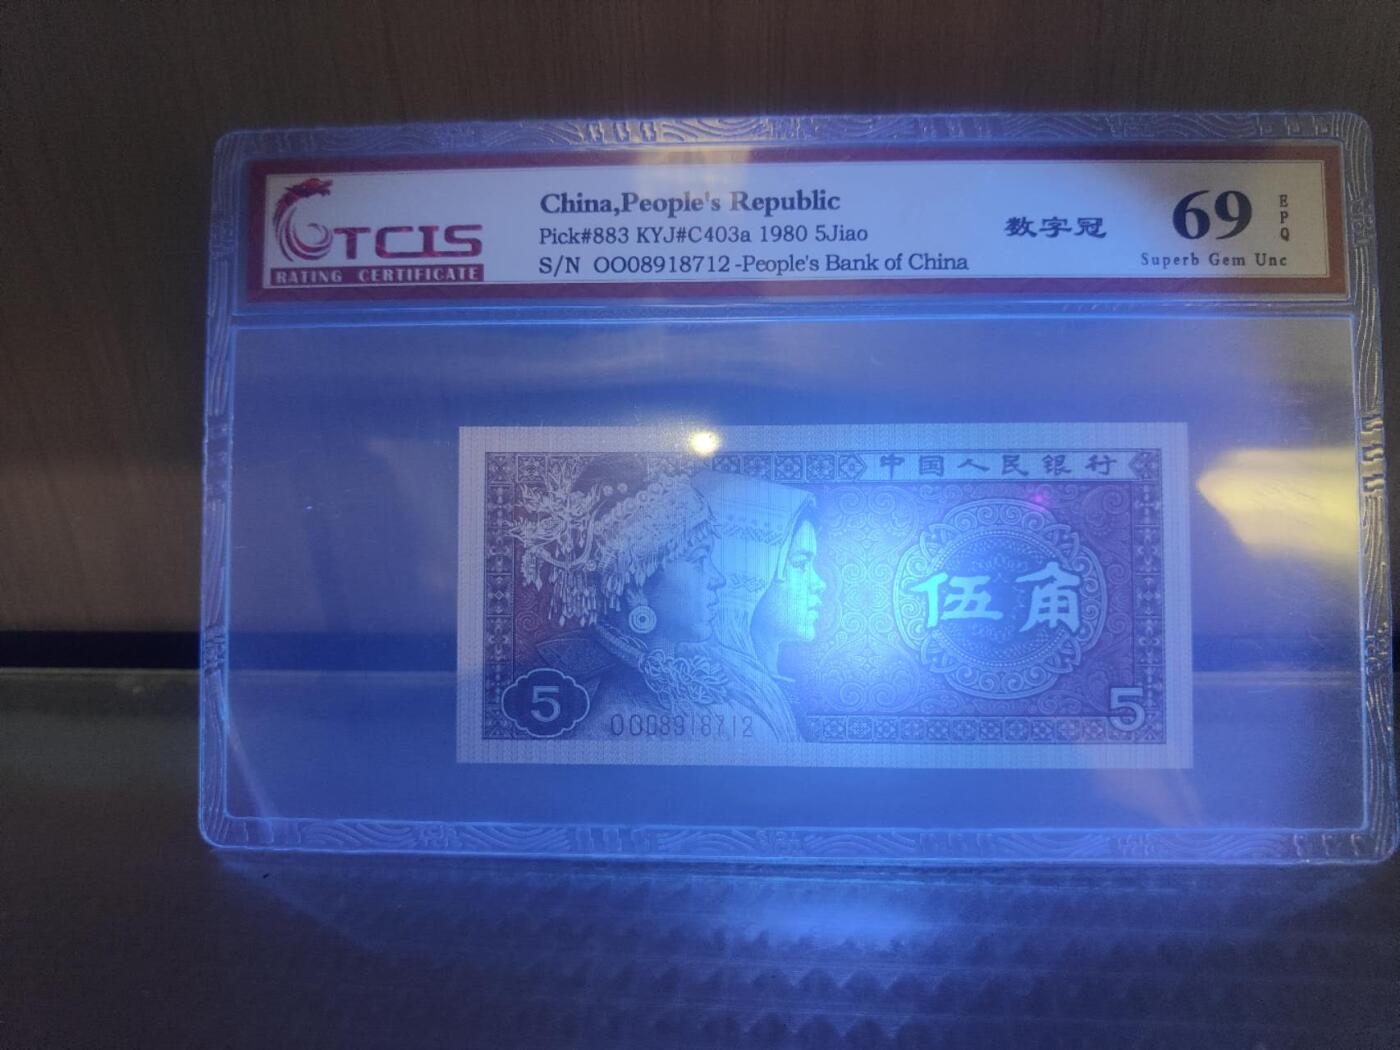 TCIS
RATING CERTIFICATE
China,People's Republic
Pick#883 KYJ#C403a 1980 5Jiao
S/N OO08918712-People's Bank of China
数字冠
69
EPQ
Superb Gem Unc
中国人民银行
伍角
5
OO08918712
5